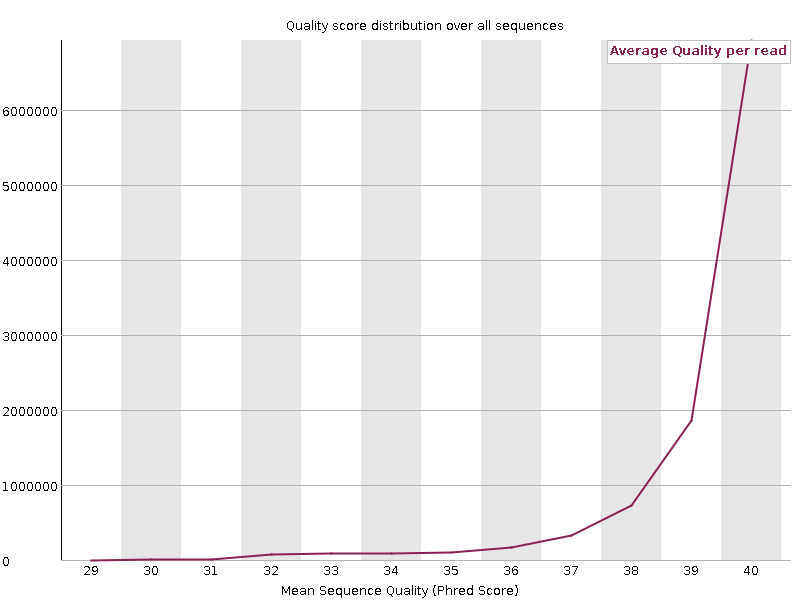 Quality score distribution over all sequences
Average Quality per read
6000000
5000000
4000000
3000000
2000000
1000000
0
29 30 31 32 33 34 35 36 37 38 39 40
Mean Sequence Quality (Phred Score)